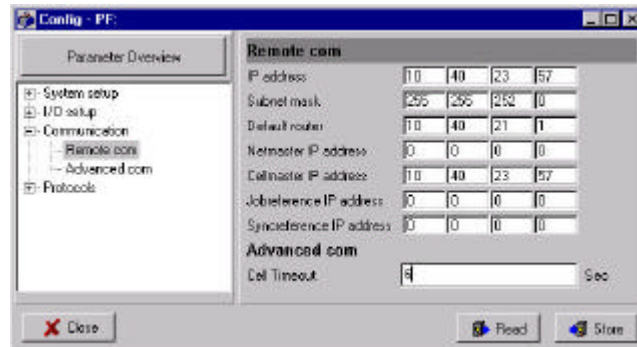 Config - PF:
Parameter Overview
System setup
I/O setup
Communication
Remote com
Advanced com
Protocols
Remote com
IP address 10 40 23 57
Subnet mask 255 255 252 0
Default router 10 40 21 1
Netmaster IP address 0 0 0 0
Cellmaster IP address 10 40 23 57
Jobreference IP address 0 0 0 0
Syncreference IP address 0 0 0 0
Advanced com
Cell Timeout 6 Sec
Close
Read
Store